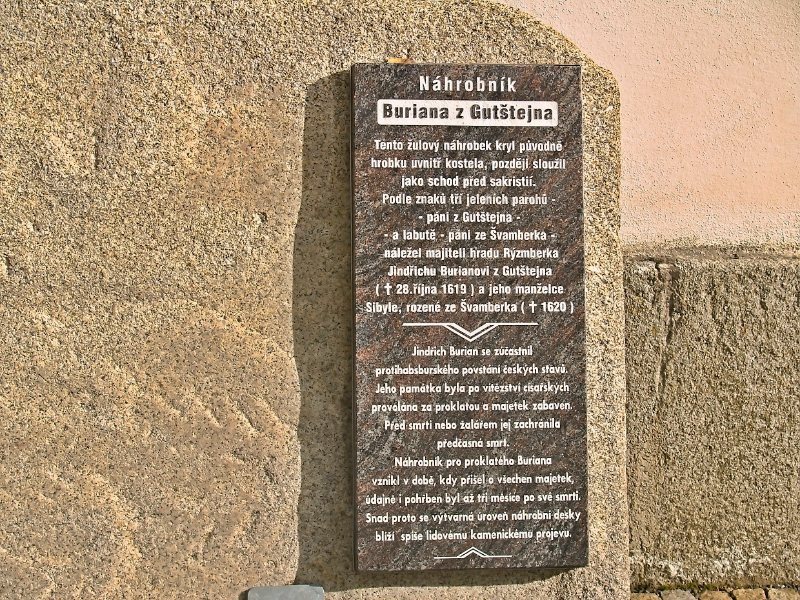 Náhrobník
Buriana z Gutštejna
Tento žulový náhrobek kryl původně
hrobku uvnitř kostela, později sloužil
jako schod před sakristií.
Podle znaků tří jeleních parohů -
- páni z Gutštejna -
- a labutě - páni ze Švamberka -
náležel majiteli hradu Rýzmberka
Jindřichu Burianovi z Gutštejna
( † 28.října 1619 ) a jeho manželce
Sibyle, rozené ze Švamberka ( † 1620 )
Jindřich Burian se zúčastnil
protihabsburského povstání českých stavů.
Jeho památka byla po vítězství císařských
provolána za proklatou a majetek zabaven.
Před smrtí nebo žalářem jej zachránila
předčasná smrt.
Náhrobník pro proklatého Buriana
vznikl v době, kdy přišel o všechen majetek,
údajně i pohřben byl až tři měsíce po své smrti.
Snad proto se výtvarná úroveň náhrobní desky
blíží spíše lidovému kamenickému projevu.